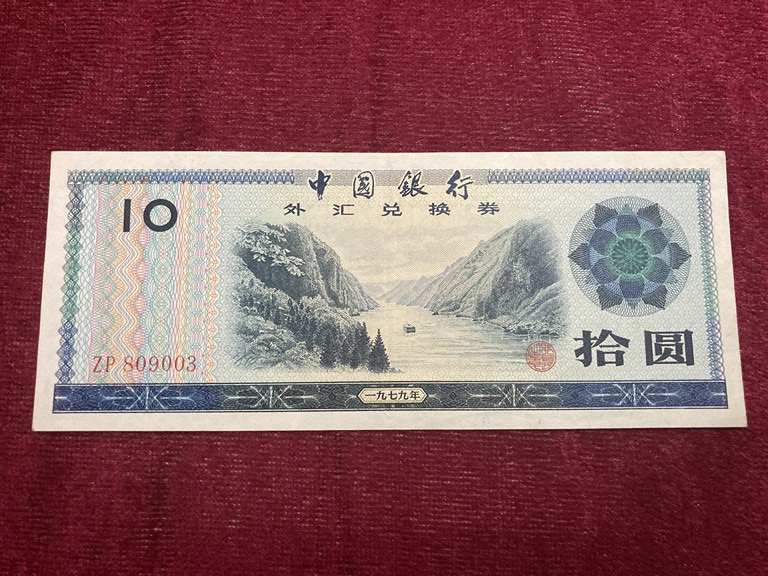 中國銀行
外汇兑换券
10
拾圆
ZP 809003
一九七九年